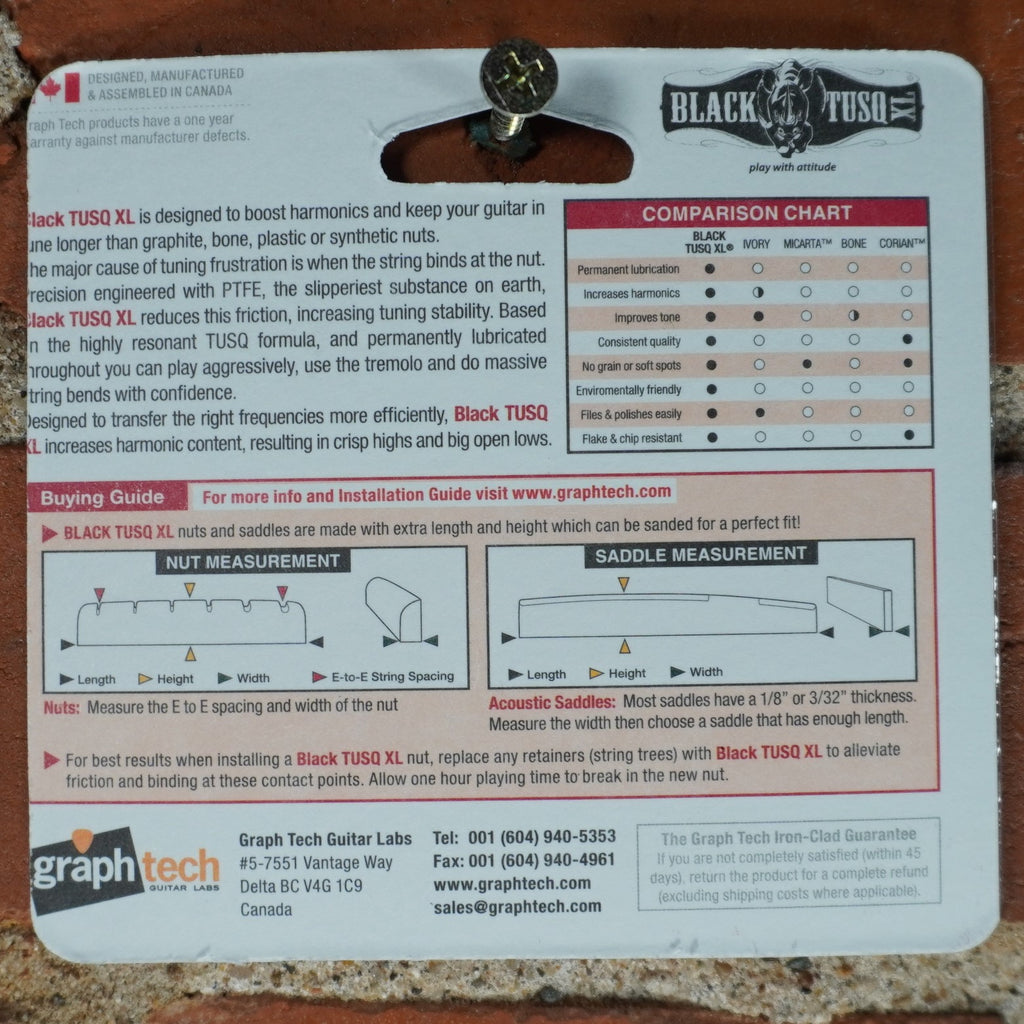 DESIGNED, MANUFACTURED
& ASSEMBLED IN CANADA
raph Tech products have a one year
arranty against manufacturer defects.
BLACK TUSQ XL
play with attitude
lack TUSQ XL is designed to boost harmonics and keep your guitar in
une longer than graphite, bone, plastic or synthetic nuts.
he major cause of tuning frustration is when the string binds at the nut.
recision engineered with PTFE, the slipperiest substance on earth,
lack TUSQ XL reduces this friction, increasing tuning stability. Based
n the highly resonant TUSQ formula, and permanently lubricated
hroughout you can play aggressively, use the tremolo and do massive
tring bends with confidence.
Designed to transfer the right frequencies more efficiently, Black TUSQ
XL increases harmonic content, resulting in crisp highs and big open lows.
COMPARISON CHART
BLACK TUSQ XL® IVORY MICARTA™ BONE CORIAN™
Permanent lubrication
Increases harmonics
Improves tone
Consistent quality
No grain or soft spots
Enviromentally friendly
Files & polishes easily
Flake & chip resistant
Buying Guide
For more info and Installation Guide visit www.graphtech.com
BLACK TUSQ XL nuts and saddles are made with extra length and height which can be sanded for a perfect fit!
NUT MEASUREMENT
Length Height Width E-to-E String Spacing
Nuts: Measure the E to E spacing and width of the nut
SADDLE MEASUREMENT
Length Height Width
Acoustic Saddles: Most saddles have a 1/8” or 3/32” thickness.
Measure the width then choose a saddle that has enough length.
For best results when installing a Black TUSQ XL nut, replace any retainers (string trees) with Black TUSQ XL to alleviate
friction and binding at these contact points. Allow one hour playing time to break in the new nut.
graphtech
GUITAR LABS
Graph Tech Guitar Labs
#5-7551 Vantage Way
Delta BC V4G 1C9
Canada
Tel: 001 (604) 940-5353
Fax: 001 (604) 940-4961
www.graphtech.com
sales@graphtech.com
The Graph Tech Iron-Clad Guarantee
If you are not completely satisfied (within 45
days), return the product for a complete refund
(excluding shipping costs where applicable).